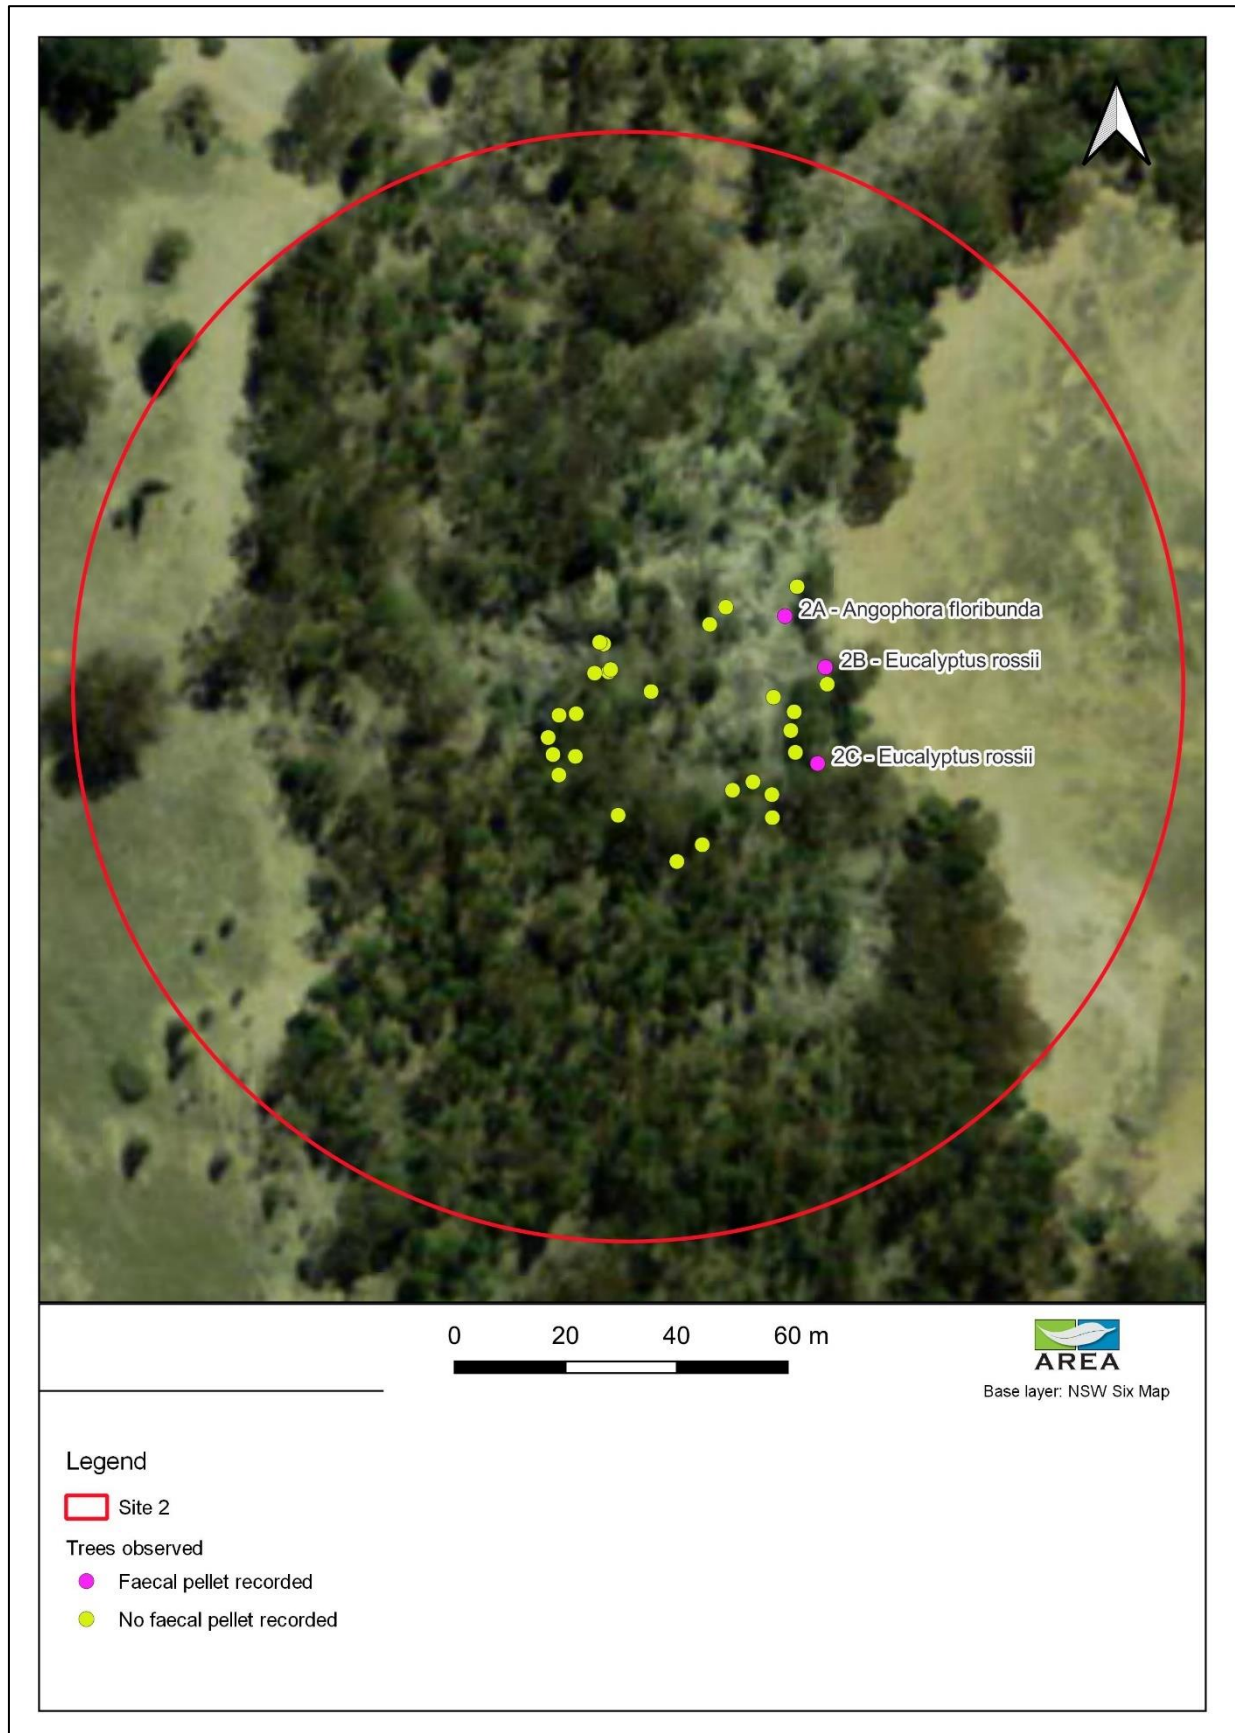 2A - Angophora floribunda
2B - Eucalyptus rossii
2C - Eucalyptus rossii
0 20 40 60 m
AREA
Base layer: NSW Six Map
Legend
Site 2
Trees observed
Faecal pellet recorded
No faecal pellet recorded